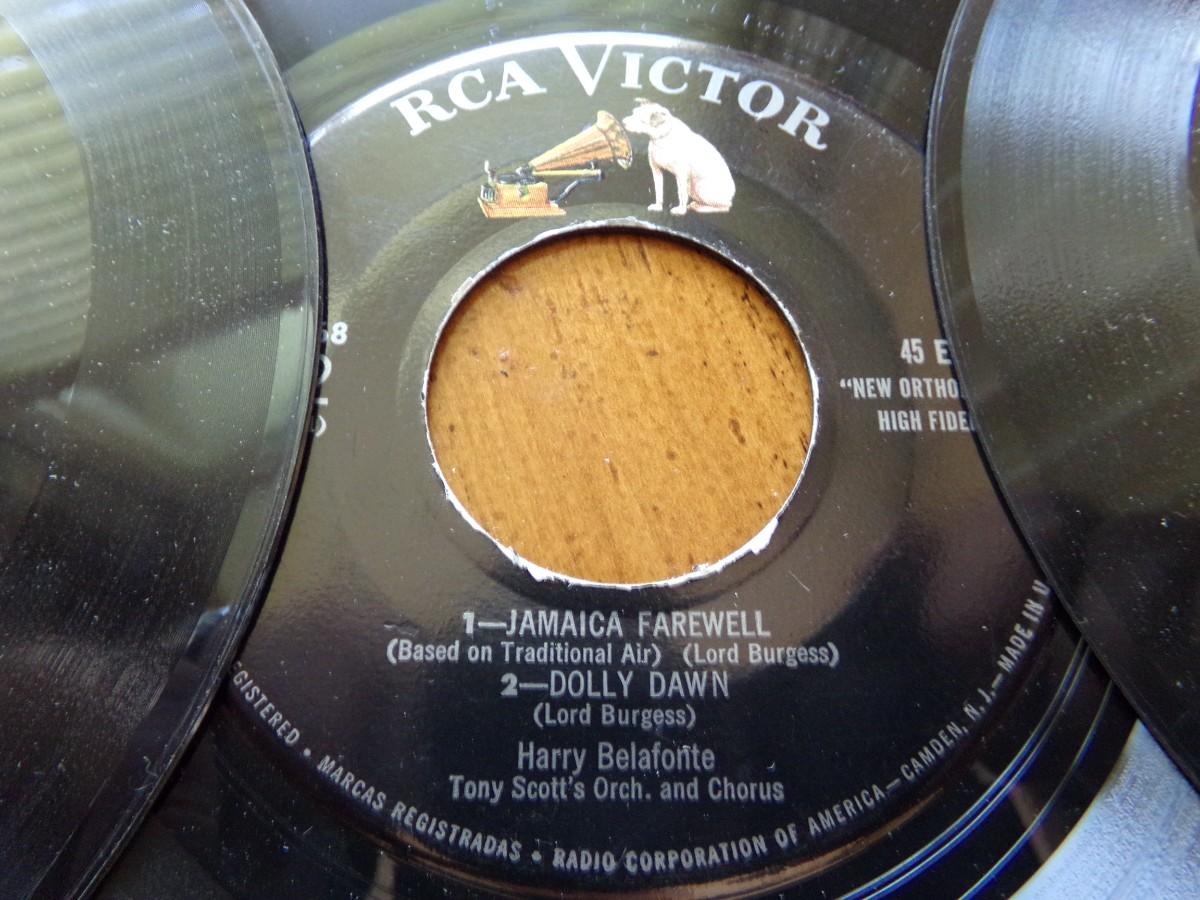 RCA VICTOR
45 E
"NEW ORTHO
HIGH FIDE
1—JAMAICA FAREWELL
(Based on Traditional Air) (Lord Burgess)
2—DOLLY DAWN
(Lord Burgess)
Harry Belafonte
Tony Scott's Orch. and Chorus
EGISTERED • MARCAS REGISTRADAS • RADIO CORPORATION OF AMERICA—CAMDEN, N. J.—MADE IN U